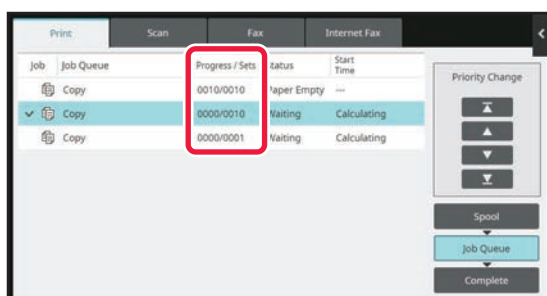 Print Scan Fax Internet Fax
Job Job Queue Progress / Sets Status Start Time
Copy 0010/0010 Paper Empty ---
Copy 0000/0010 Waiting Calculating
Copy 0000/0001 Waiting Calculating
Priority Change
Spool
Job Queue
Complete